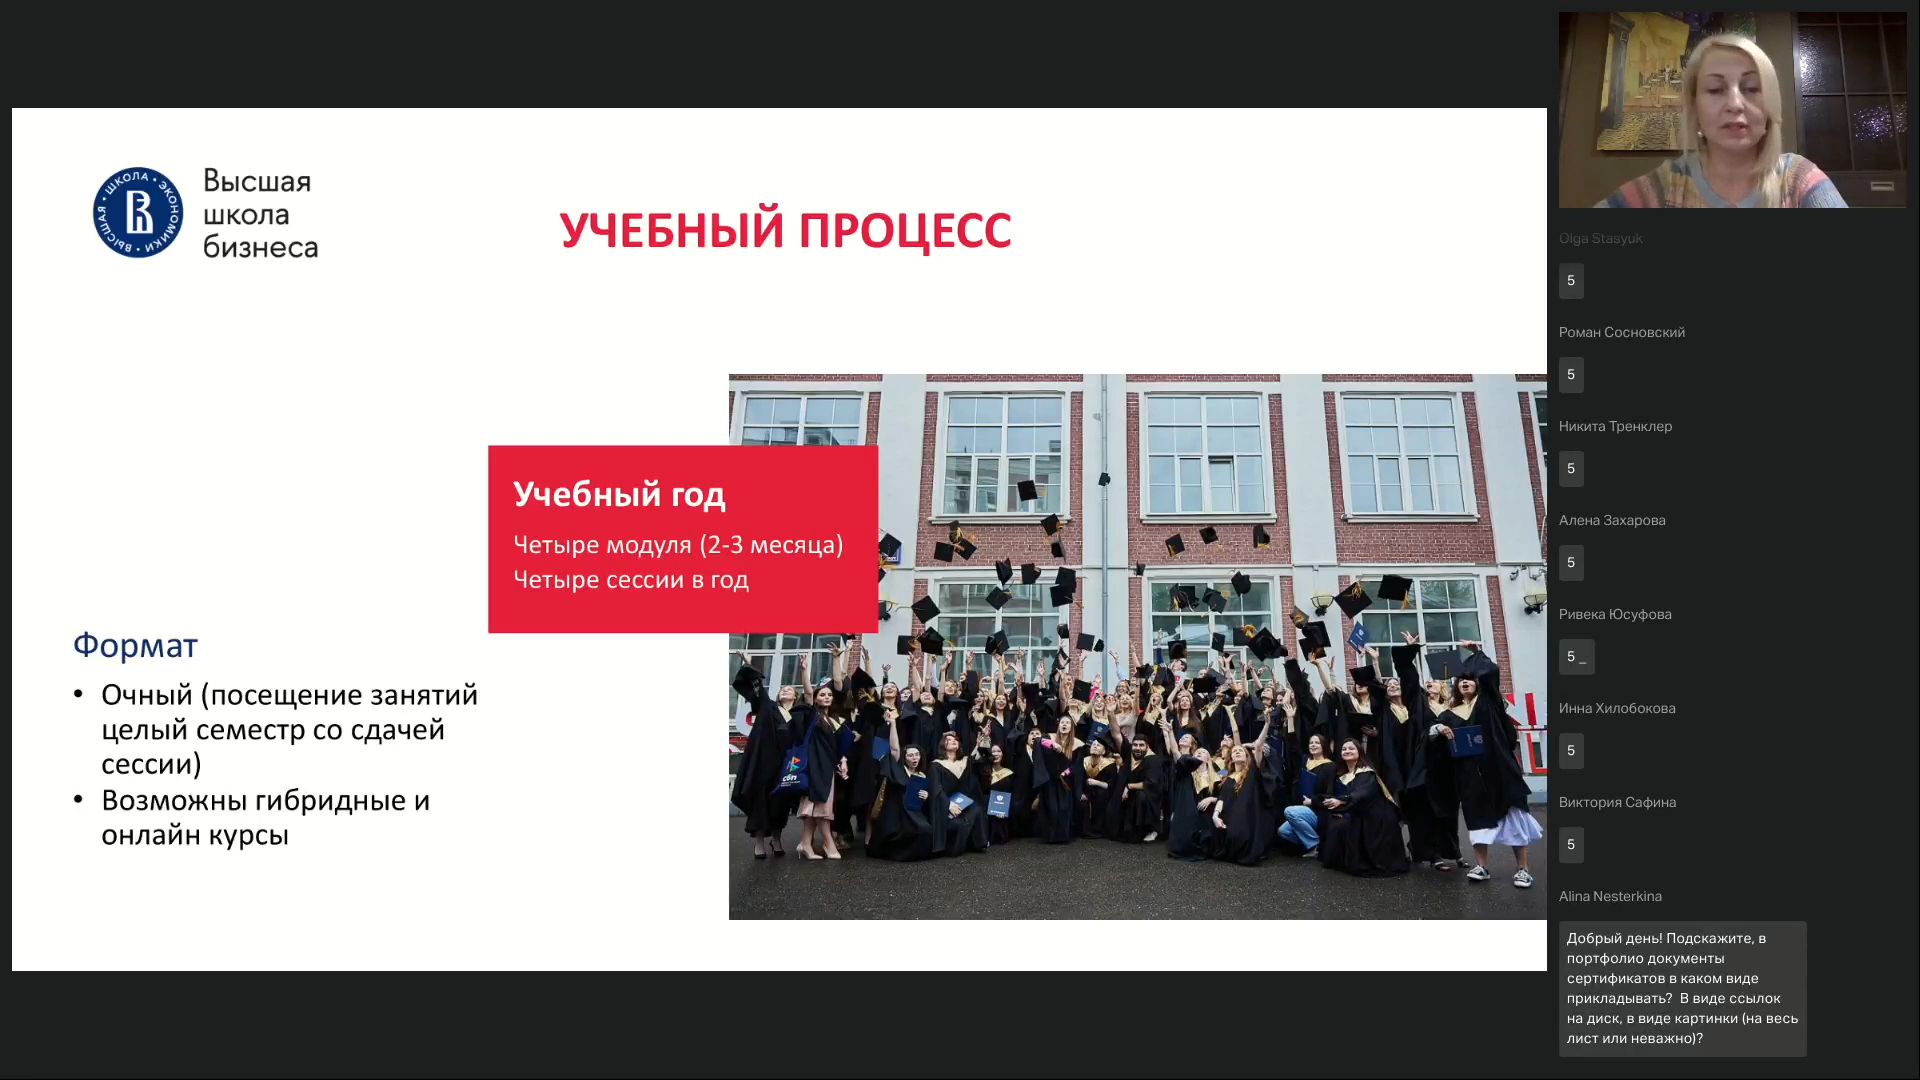 Высшая
школа
бизнеса
ВЫСШАЯ • ШКОЛА • ЭКОНОМИКИ •
УЧЕБНЫЙ ПРОЦЕСС
Учебный год
Четыре модуля (2-3 месяца)
Четыре сессии в год
Формат
• Очный (посещение занятий
целый семестр со сдачей
сессии)
• Возможны гибридные и
онлайн курсы
Olga Stasyuk
5
Роман Сосновский
5
Никита Тренклер
5
Алена Захарова
5
Ривека Юсуфова
5 _
Инна Хилобокова
5
Виктория Сафина
5
Alina Nesterkina
Добрый день! Подскажите, в
портфолио документы
сертификатов в каком виде
прикладывать? В виде ссылок
на диск, в виде картинки (на весь
лист или неважно)?